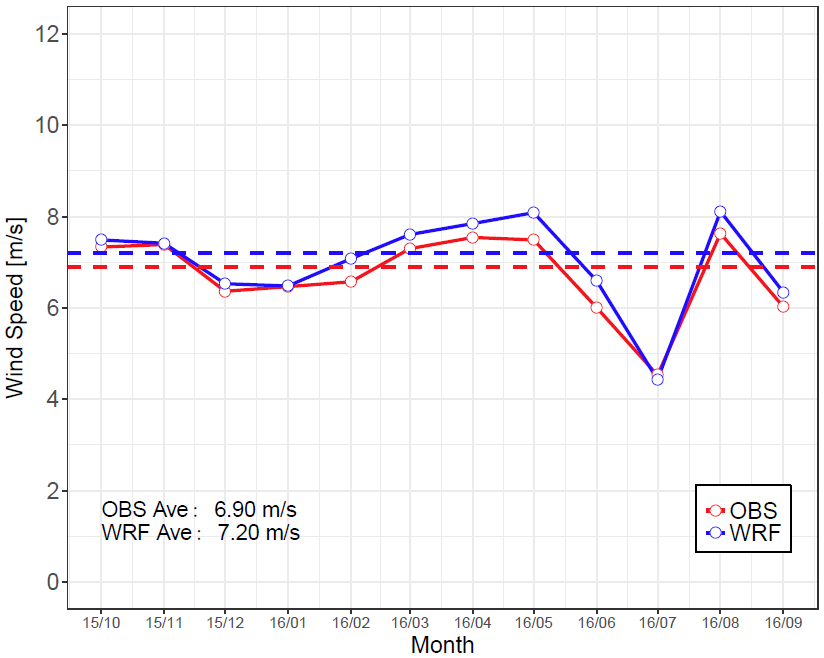 12
10
8
6
4
2
0
Wind Speed [m/s]
OBS Ave： 6.90 m/s
WRF Ave： 7.20 m/s
OBS
WRF
15/10 15/11 15/12 16/01 16/02 16/03 16/04 16/05 16/06 16/07 16/08 16/09
Month